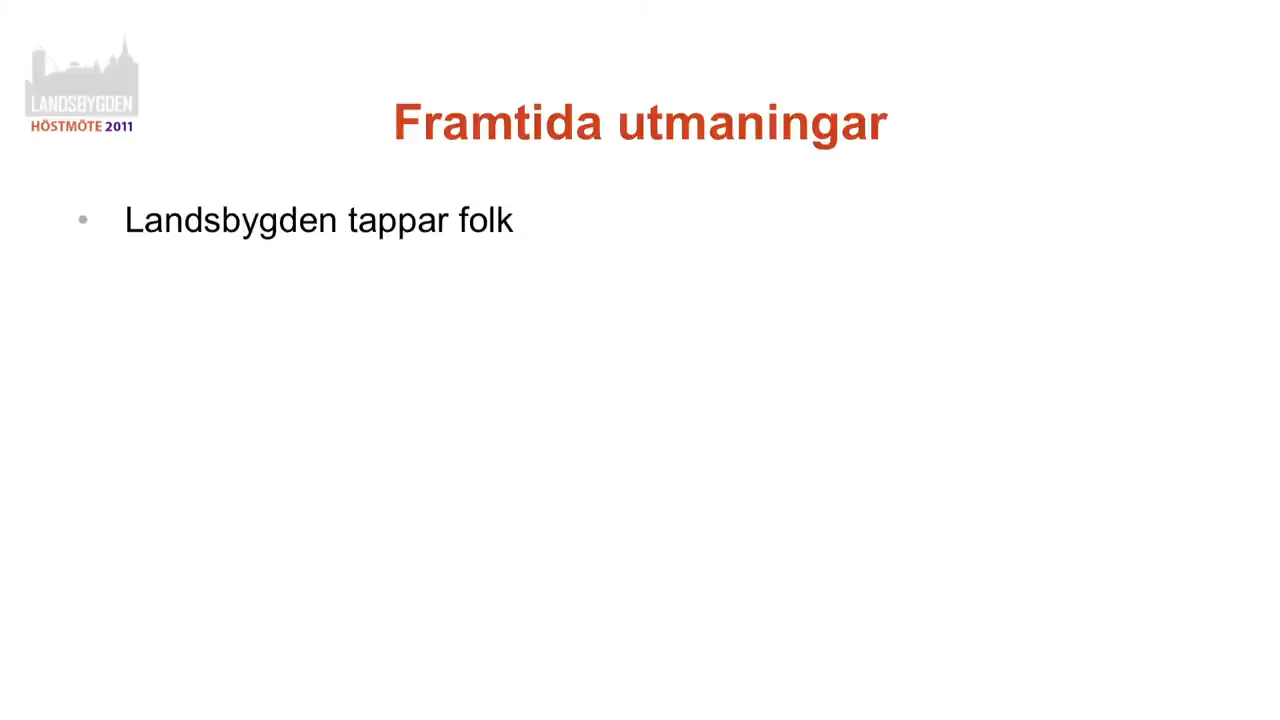 LANDSBYGDEN
HÖSTMÖTE 2011
Framtida utmaningar
• Landsbygden tappar folk